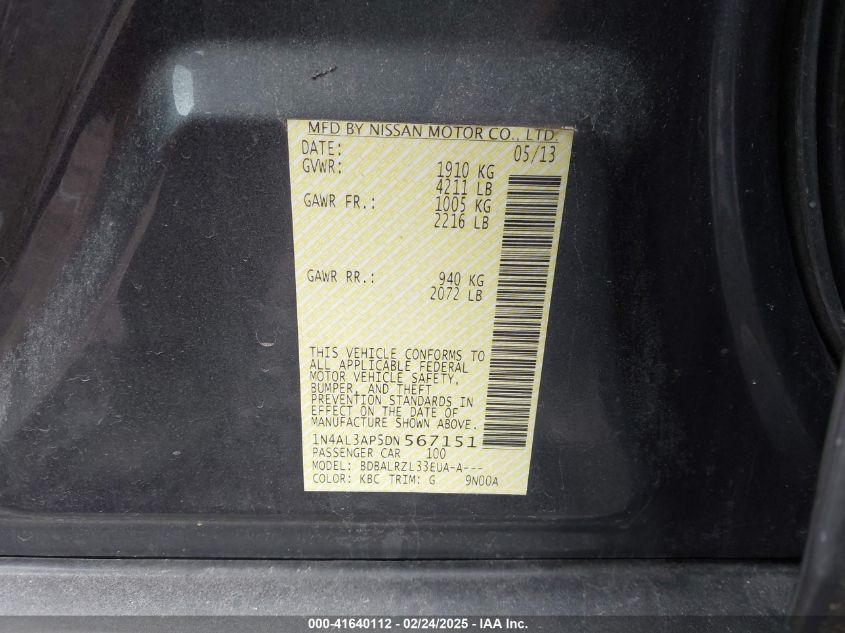 MFD BY NISSAN MOTOR CO., LTD.
DATE: 05/13
GVWR: 1910 KG
4211 LB
GAWR FR.: 1005 KG
2216 LB
GAWR RR.: 940 KG
2072 LB
THIS VEHICLE CONFORMS TO
ALL APPLICABLE FEDERAL
MOTOR VEHICLE SAFETY,
BUMPER, AND THEFT
PREVENTION STANDARDS IN
EFFECT ON THE DATE OF
MANUFACTURE SHOWN ABOVE.
1N4AL3AP5DN567151
PASSENGER CAR 100
MODEL: BDBALRZL33EUA-A---
COLOR: KBC TRIM: G 9N00A
000-41640112 - 02/24/2025 - IAA Inc.